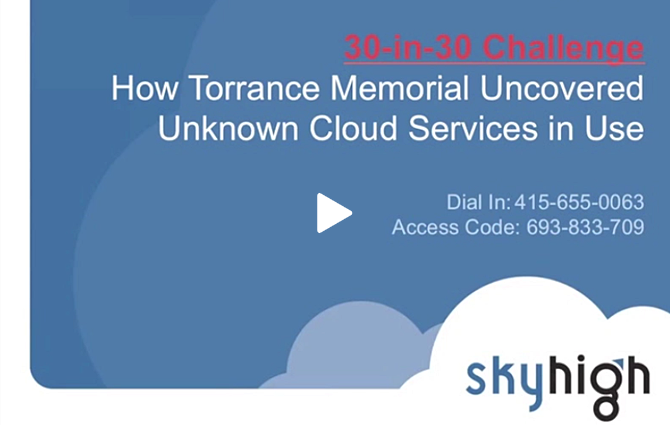 30-in-30 Challenge
How Torrance Memorial Uncovered
Unknown Cloud Services in Use
Dial In: 415-655-0063
Access Code: 693-833-709
skyhigh